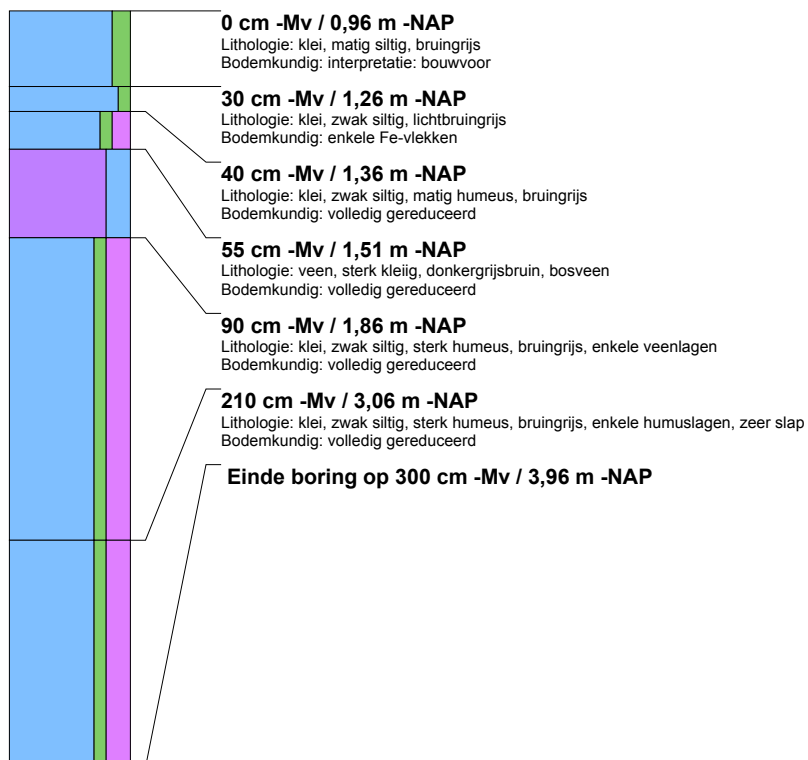 0 cm -Mv / 0,96 m -NAP
Lithologie: klei, matig siltig, bruingrijs
Bodemkundig: interpretatie: bouwvoor
30 cm -Mv / 1,26 m -NAP
Lithologie: klei, zwak siltig, lichtbruingrijs
Bodemkundig: enkele Fe-vlekken
40 cm -Mv / 1,36 m -NAP
Lithologie: klei, zwak siltig, matig humeus, bruingrijs
Bodemkundig: volledig gereduceerd
55 cm -Mv / 1,51 m -NAP
Lithologie: veen, sterk kleiig, donkergrijsbruin, bosveen
Bodemkundig: volledig gereduceerd
90 cm -Mv / 1,86 m -NAP
Lithologie: klei, zwak siltig, sterk humeus, bruingrijs, enkele veenlagen
Bodemkundig: volledig gereduceerd
210 cm -Mv / 3,06 m -NAP
Lithologie: klei, zwak siltig, sterk humeus, bruingrijs, enkele humuslagen, zeer slap
Bodemkundig: volledig gereduceerd
Einde boring op 300 cm -Mv / 3,96 m -NAP